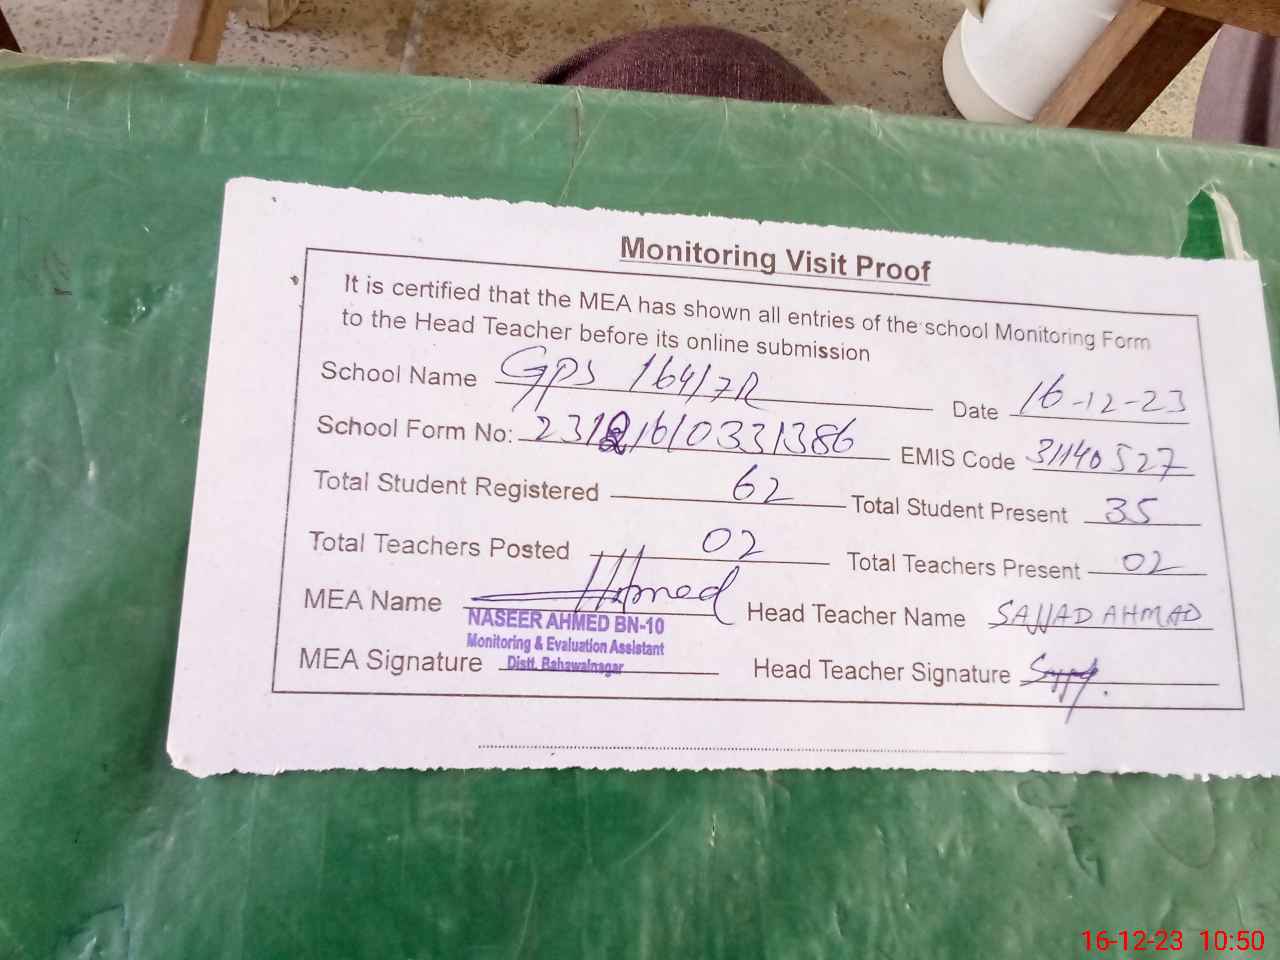 Monitoring Visit Proof
It is certified that the MEA has shown all entries of the school Monitoring Form
to the Head Teacher before its online submission
School Name GPS 164/7R Date 16-12-23
School Form No: 23121610331386 EMIS Code 31140527
Total Student Registered 62 Total Student Present 35
Total Teachers Posted 02 Total Teachers Present 02
MEA Name Ahmed Head Teacher Name SAJJAD AHMAD
NASEER AHMED BN-10
Monitoring & Evaluation Assistant
Distt. Bahawalnagar
MEA Signature Head Teacher Signature
16-12-23 10:50